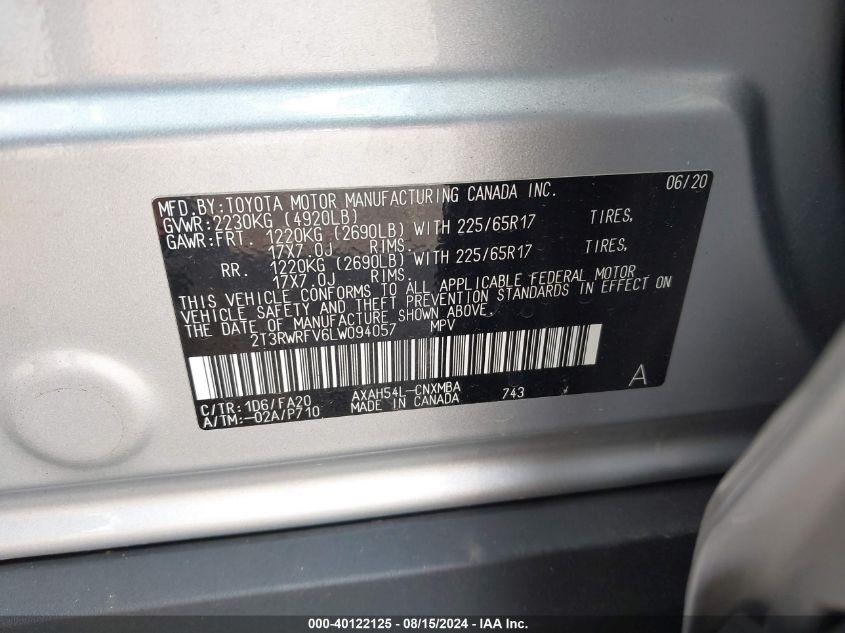 MFD. BY:TOYOTA MOTOR MANUFACTURING CANADA INC. 06/20
GVWR:2230KG (4920LB)
GAWR:FRT. 1220KG (2690LB) WITH 225/65R17 TIRES,
17X7.0J RIMS.
RR. 1220KG (2690LB) WITH 225/65R17 TIRES,
17X7.0J RIMS.
THIS VEHICLE CONFORMS TO ALL APPLICABLE FEDERAL MOTOR
VEHICLE SAFETY AND THEFT PREVENTION STANDARDS IN EFFECT ON
THE DATE OF MANUFACTURE SHOWN ABOVE.
2T3RWRFV6LW094057 MPV
A
C/TR:1D6/FA20 AXAH54L-CNXMBA 743
A/TM:-02A/P710 MADE IN CANADA
000-40122125 - 08/15/2024 - IAA Inc.